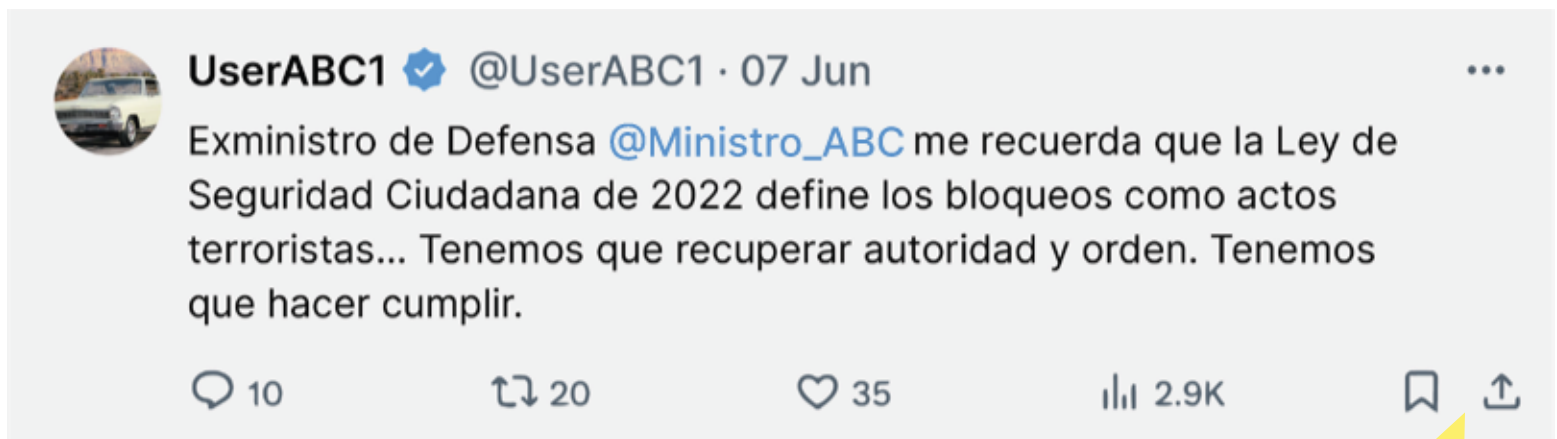 UserABC1 @UserABC1 · 07 Jun
Exministro de Defensa @Ministro_ABC me recuerda que la Ley de
Seguridad Ciudadana de 2022 define los bloqueos como actos
terroristas... Tenemos que recuperar autoridad y orden. Tenemos
que hacer cumplir.
10 20 35 2.9K